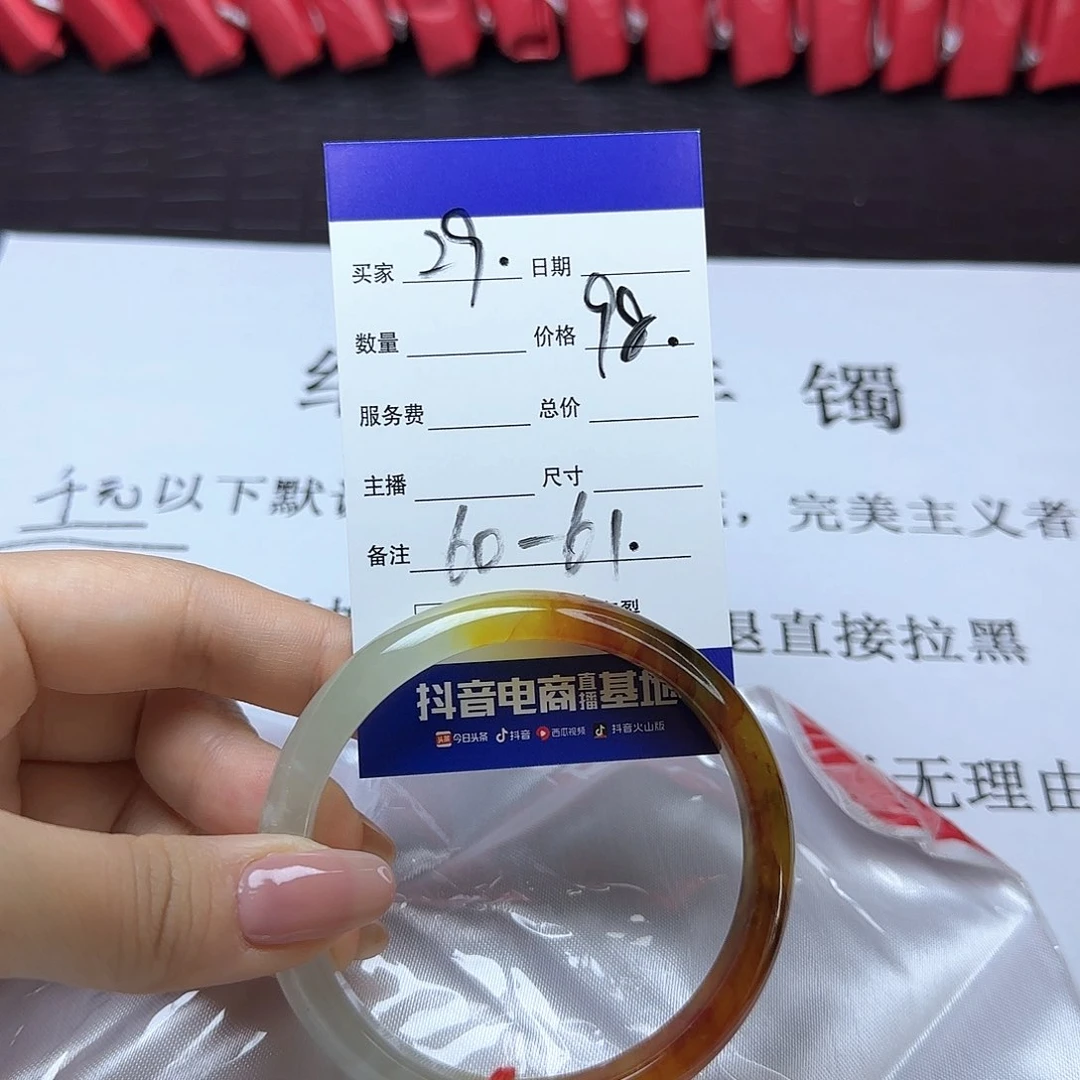 买家 29. 日期
数量 价格 98.
服务费 总价
主播 尺寸
备注 60-61.
裂
抖音电商直播基地
头条 今日头条 抖音 西瓜视频 抖音火山版
镯
千元以下默
，完美主义者
退直接拉黑
无理由